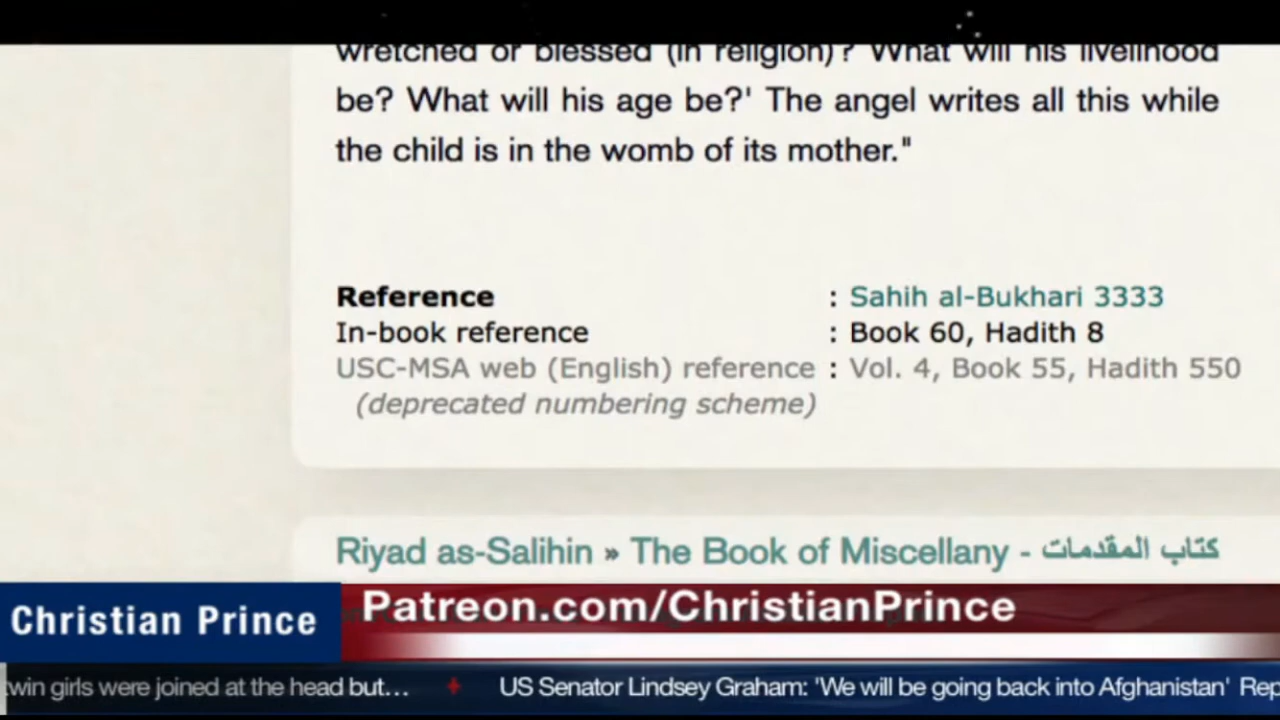 wretched or blessed (in religion)? What will his livelihood
be? What will his age be?' The angel writes all this while
the child is in the womb of its mother."
Reference : Sahih al-Bukhari 3333
In-book reference : Book 60, Hadith 8
USC-MSA web (English) reference : Vol. 4, Book 55, Hadith 550
(deprecated numbering scheme)
Riyad as-Salihin » The Book of Miscellany - كتاب المقدمات
Christian Prince
Patreon.com/ChristianPrince
twin girls were joined at the head but... + US Senator Lindsey Graham: 'We will be going back into Afghanistan' Rep